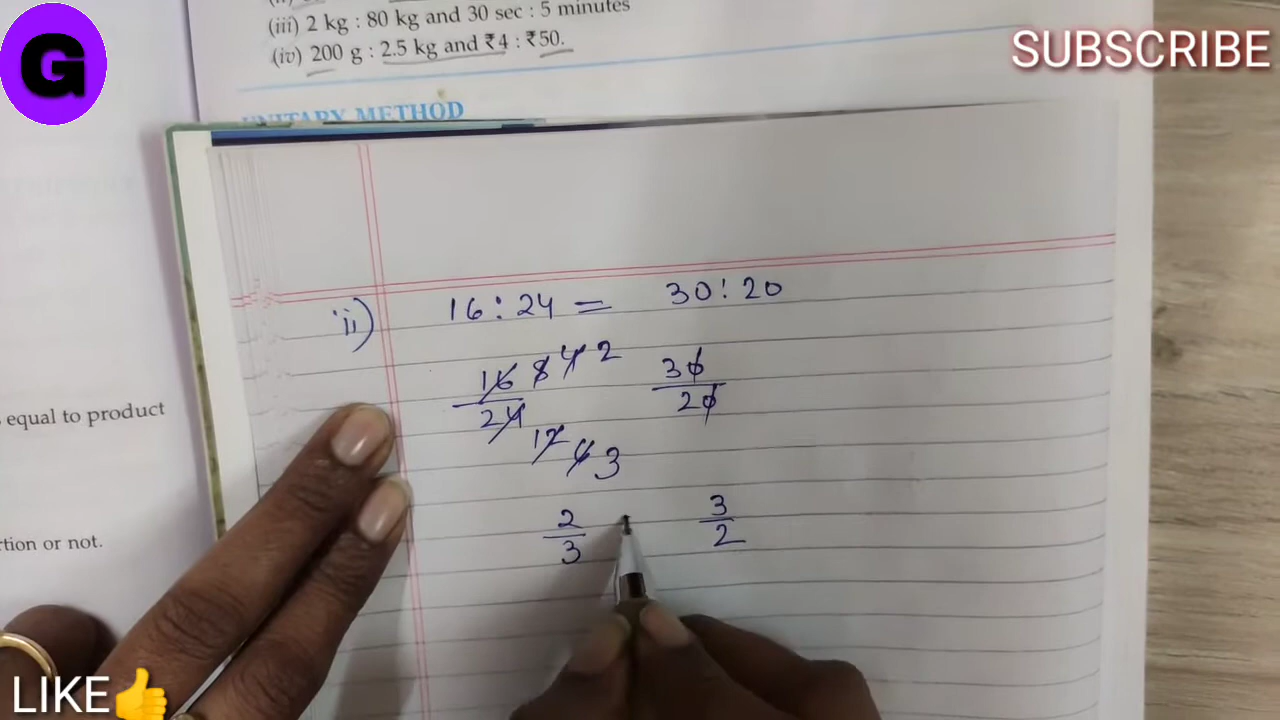 G
SUBSCRIBE
(iii) 2 kg : 80 kg and 30 sec : 5 minutes
(iv) 200 g : 2.5 kg and ₹4 : ₹50.
UNITARY METHOD
s equal to product
rtion or not.
ii) 16 : 24 = 30 : 20
16 8 4 2 30
24 20
12 6 3
2 3
3 2
LIKE👍